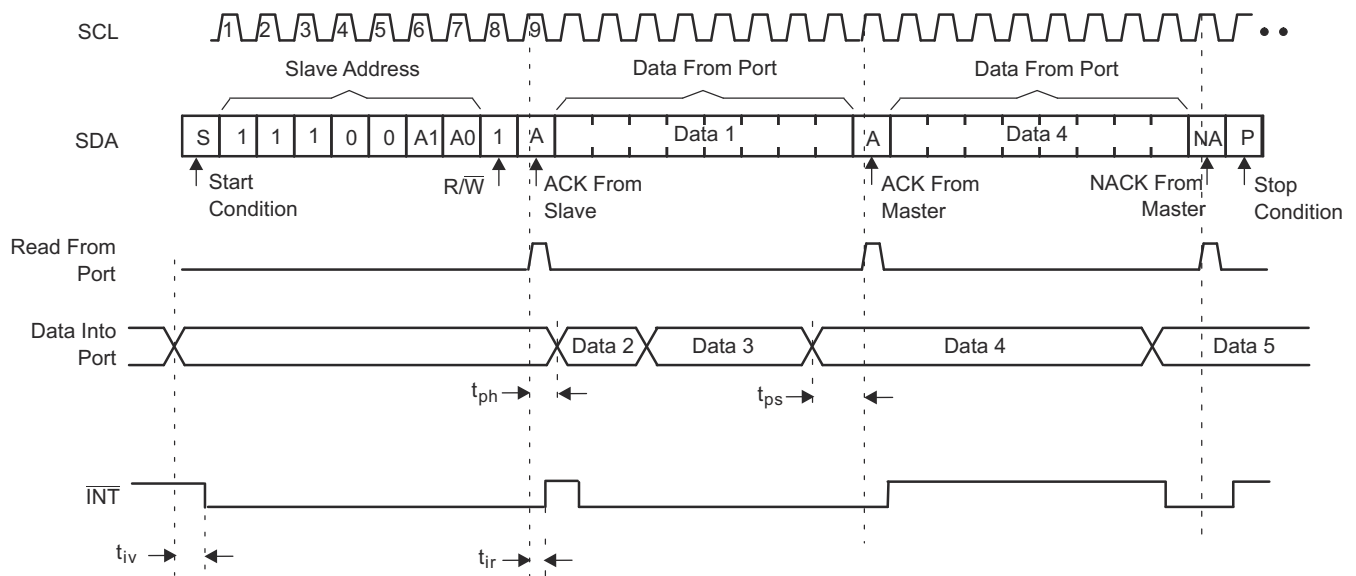 SCL
1 2 3 4 5 6 7 8 9
Slave Address
Data From Port
Data From Port
SDA
S 1 1 1 0 0 A1 A0 1 A Data 1 A Data 4 NA P
Start
Condition
R/W̅
ACK From
Slave
ACK From
Master
NACK From
Master
Stop
Condition
Read From
Port
Data Into
Port
Data 2
Data 3
Data 4
Data 5
tph
tps
I̅N̅T̅
tiv
tir